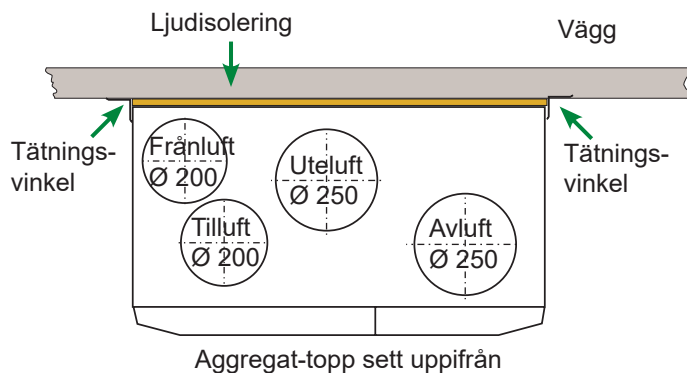 Ljudisolering
Vägg
Tätnings-
vinkel
Tätnings-
vinkel
Frånluft
Ø 200
Uteluft
Ø 250
Tilluft
Ø 200
Avluft
Ø 250
Aggregat-topp sett uppifrån